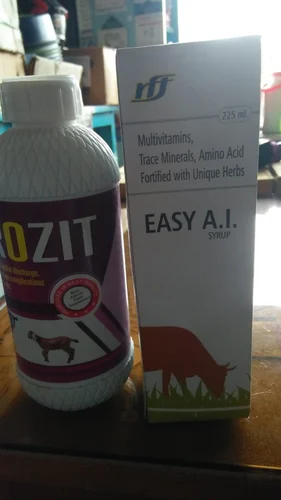 OZIT
rff
225 ml
Multivitamins,
Trace Minerals, Amino Acid
Fortified with Unique Herbs
EASY A.I.
SYRUP